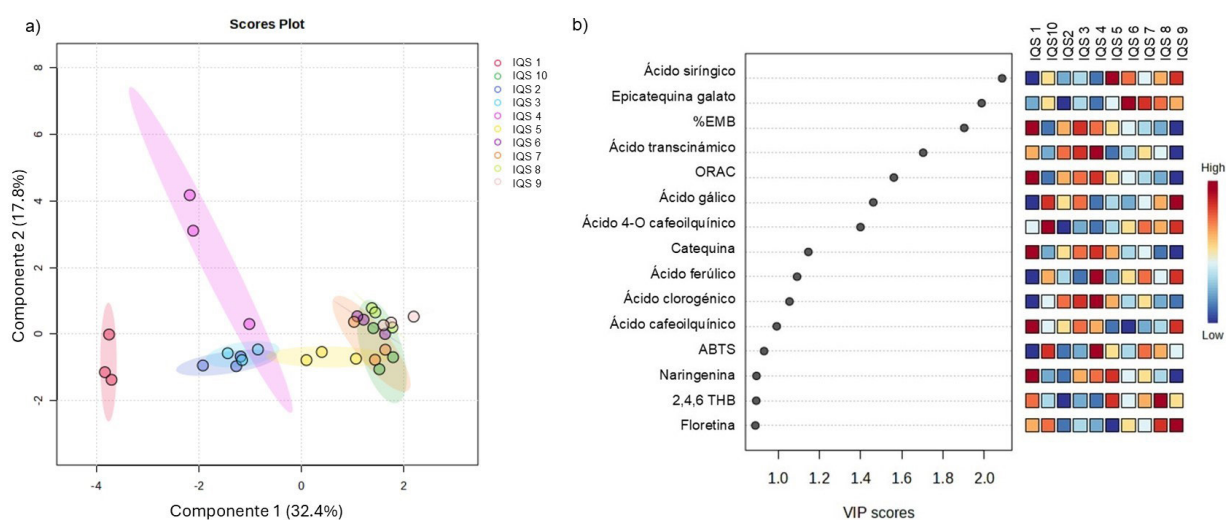 a)
Scores Plot
Componente 2 (17.8%)
8
6
4
2
0
-2
-4
-2
0
2
Componente 1 (32.4%)
IQS 1
IQS 10
IQS 2
IQS 3
IQS 4
IQS 5
IQS 6
IQS 7
IQS 8
IQS 9
b)
Ácido siríngico
Epicatequina galato
%EMB
Ácido transcinámico
ORAC
Ácido gálico
Ácido 4-O cafeoilquínico
Catequina
Ácido ferúlico
Ácido clorogénico
Ácido cafeoilquínico
ABTS
Naringenina
2,4,6 THB
Floretina
1.0 1.2 1.4 1.6 1.8 2.0
VIP scores
IQS 1
IQS10
IQS2
IQS 3
IQS 4
IQS 5
IQS 6
IQS 7
IQS 8
IQS 9
High
Low